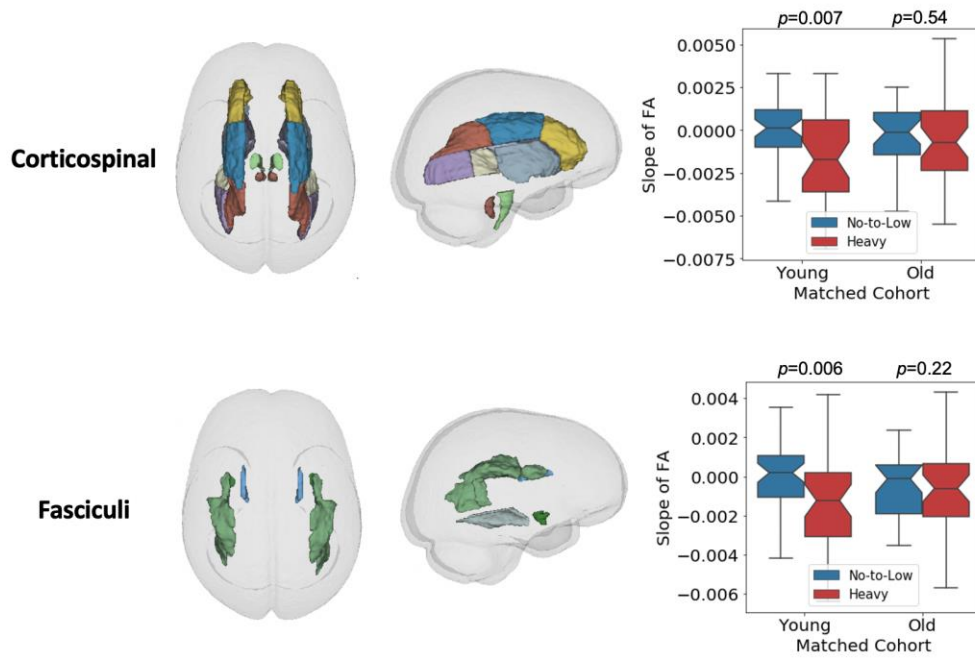 p=0.007 p=0.54
Corticospinal
Slope of FA
0.0050
0.0025
0.0000
−0.0025
−0.0050
−0.0075
No-to-Low
Heavy
Young Old
Matched Cohort
p=0.006 p=0.22
Fasciculi
Slope of FA
0.004
0.002
0.000
−0.002
−0.004
−0.006
No-to-Low
Heavy
Young Old
Matched Cohort